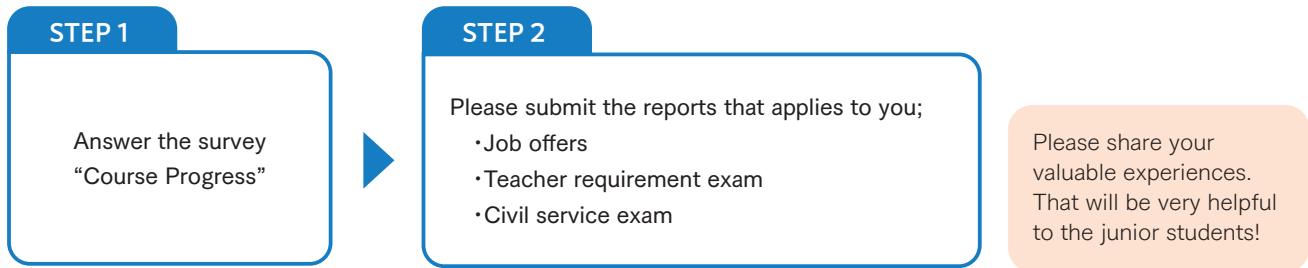 STEP 1
Answer the survey
“Course Progress”
STEP 2
Please submit the reports that applies to you;
・Job offers
・Teacher requirement exam
・Civil service exam
Please share your
valuable experiences.
That will be very helpful
to the junior students!